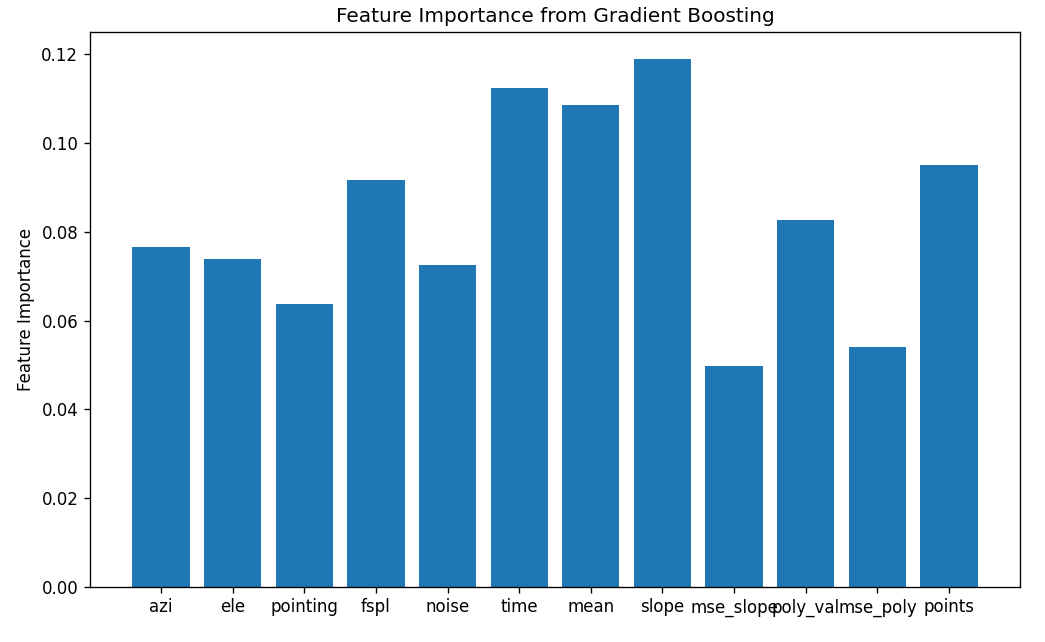 Feature Importance from Gradient Boosting
Feature Importance
0.12
0.10
0.08
0.06
0.04
0.02
0.00
azi ele pointing fspl noise time mean slope mse_slope poly_val mse_poly points